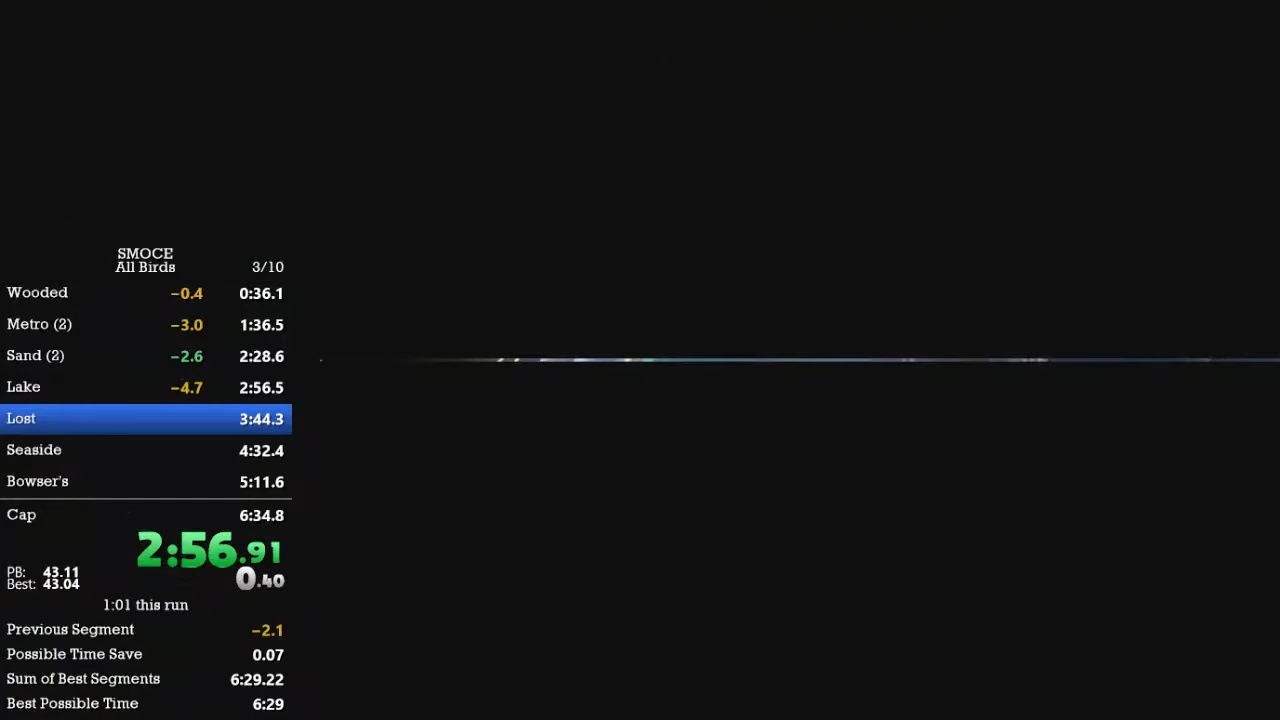 SMOCE
All Birds 3/10
Wooded −0.4 0:36.1
Metro (2) −3.0 1:36.5
Sand (2) −2.6 2:28.6
Lake −4.7 2:56.5
Lost 3:44.3
Seaside 4:32.4
Bowser's 5:11.6
Cap 6:34.8
2:56.91
PB: 43.11
Best: 43.04
0.40
1:01 this run
Previous Segment −2.1
Possible Time Save 0.07
Sum of Best Segments 6:29.22
Best Possible Time 6:29